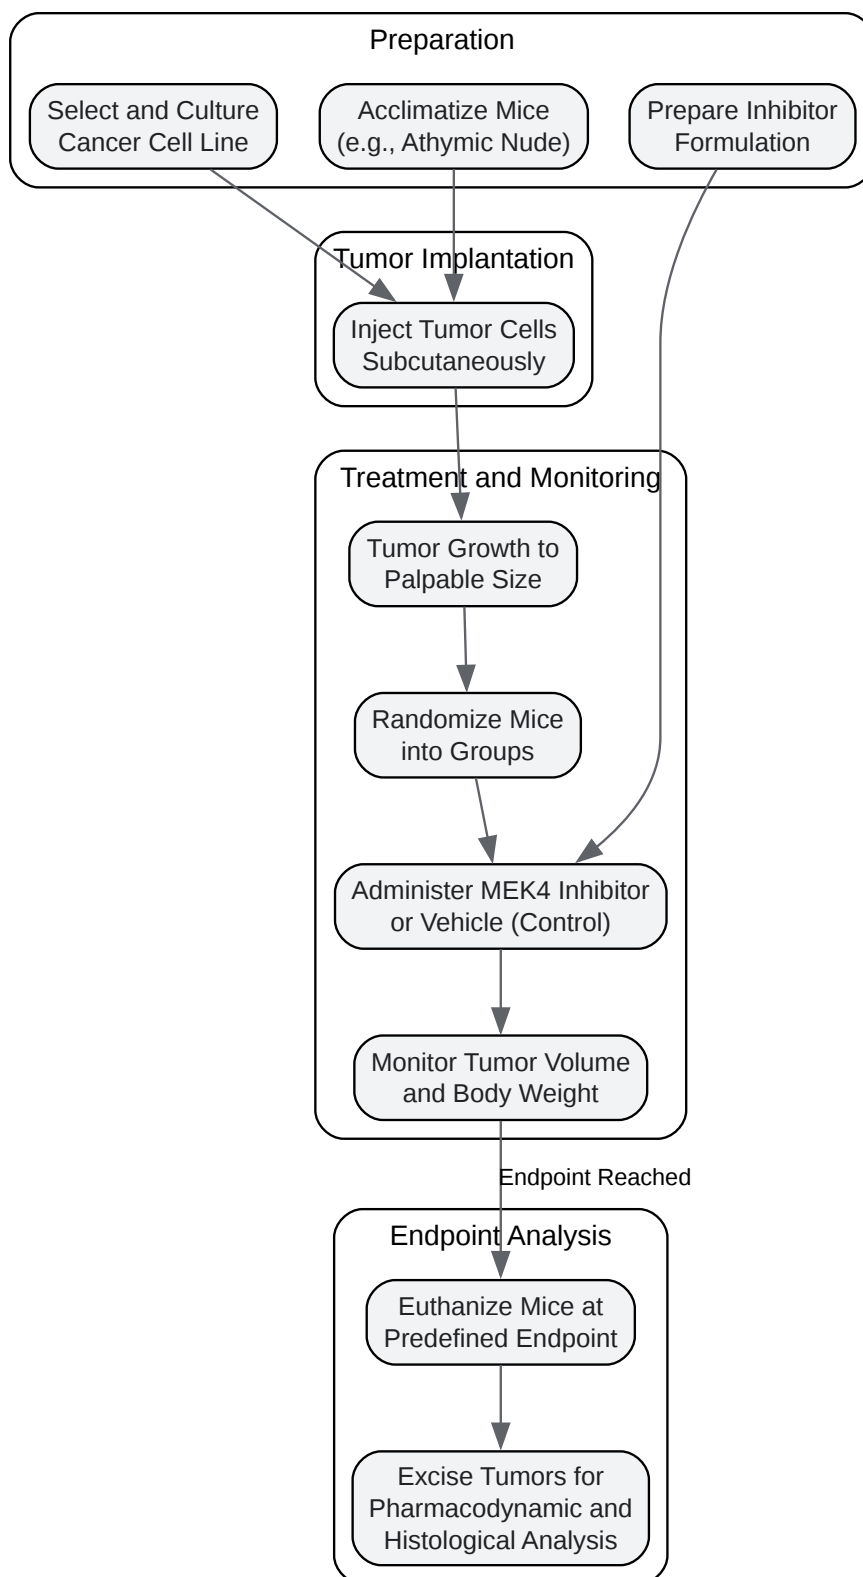 Preparation
Select and Culture
Cancer Cell Line
Acclimatize Mice
(e.g., Athymic Nude)
Prepare Inhibitor
Formulation
Tumor Implantation
Inject Tumor Cells
Subcutaneously
Treatment and Monitoring
Tumor Growth to
Palpable Size
Randomize Mice
into Groups
Administer MEK4 Inhibitor
or Vehicle (Control)
Monitor Tumor Volume
and Body Weight
Endpoint Reached
Endpoint Analysis
Euthanize Mice at
Predefined Endpoint
Excise Tumors for
Pharmacodynamic and
Histological Analysis